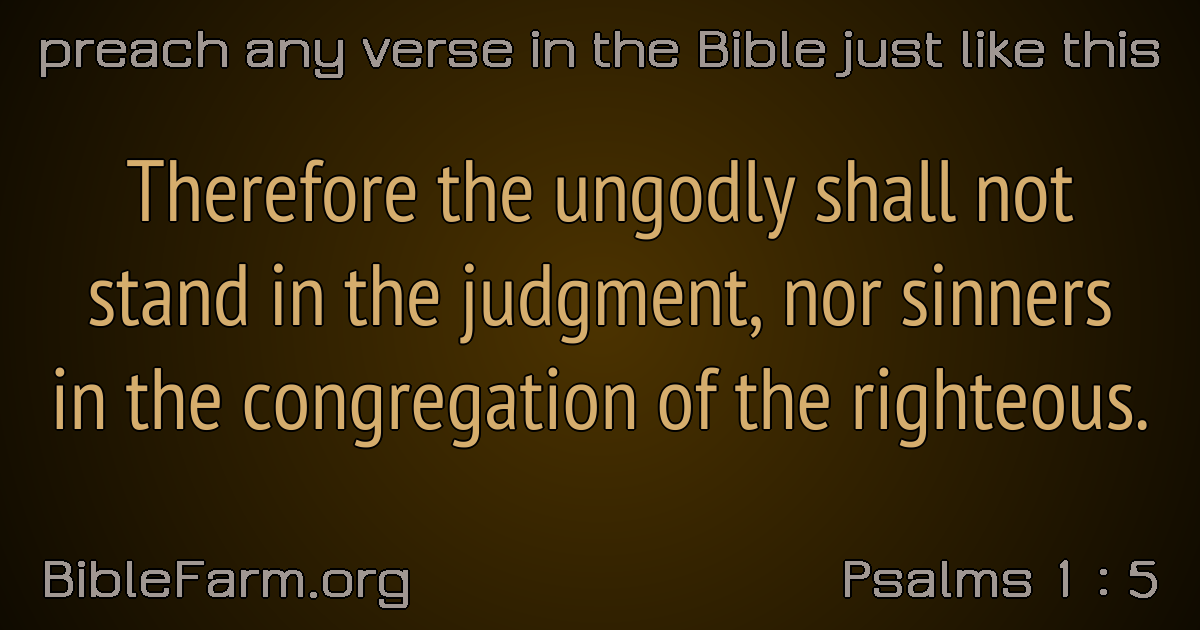 preach any verse in the Bible just like this
Therefore the ungodly shall not
stand in the judgment, nor sinners
in the congregation of the righteous.
BibleFarm.org
Psalms 1 : 5